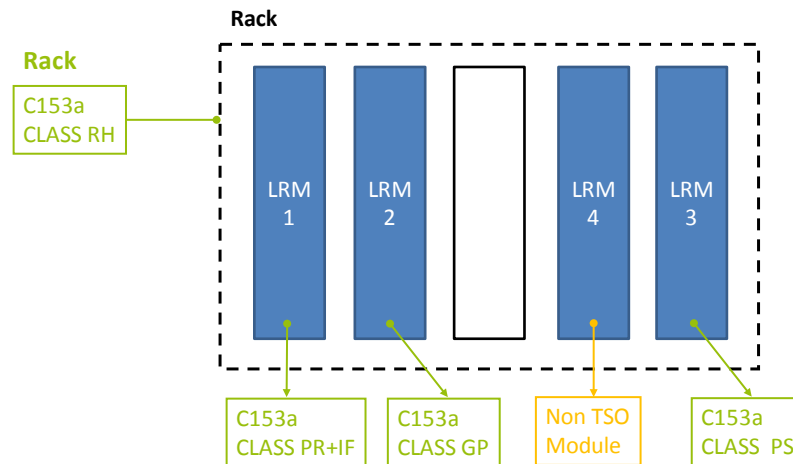 Rack
Rack
C153a
CLASS RH
LRM
1
LRM
2
LRM
4
LRM
3
C153a
CLASS PR+IF
C153a
CLASS GP
Non TSO
Module
C153a
CLASS PS